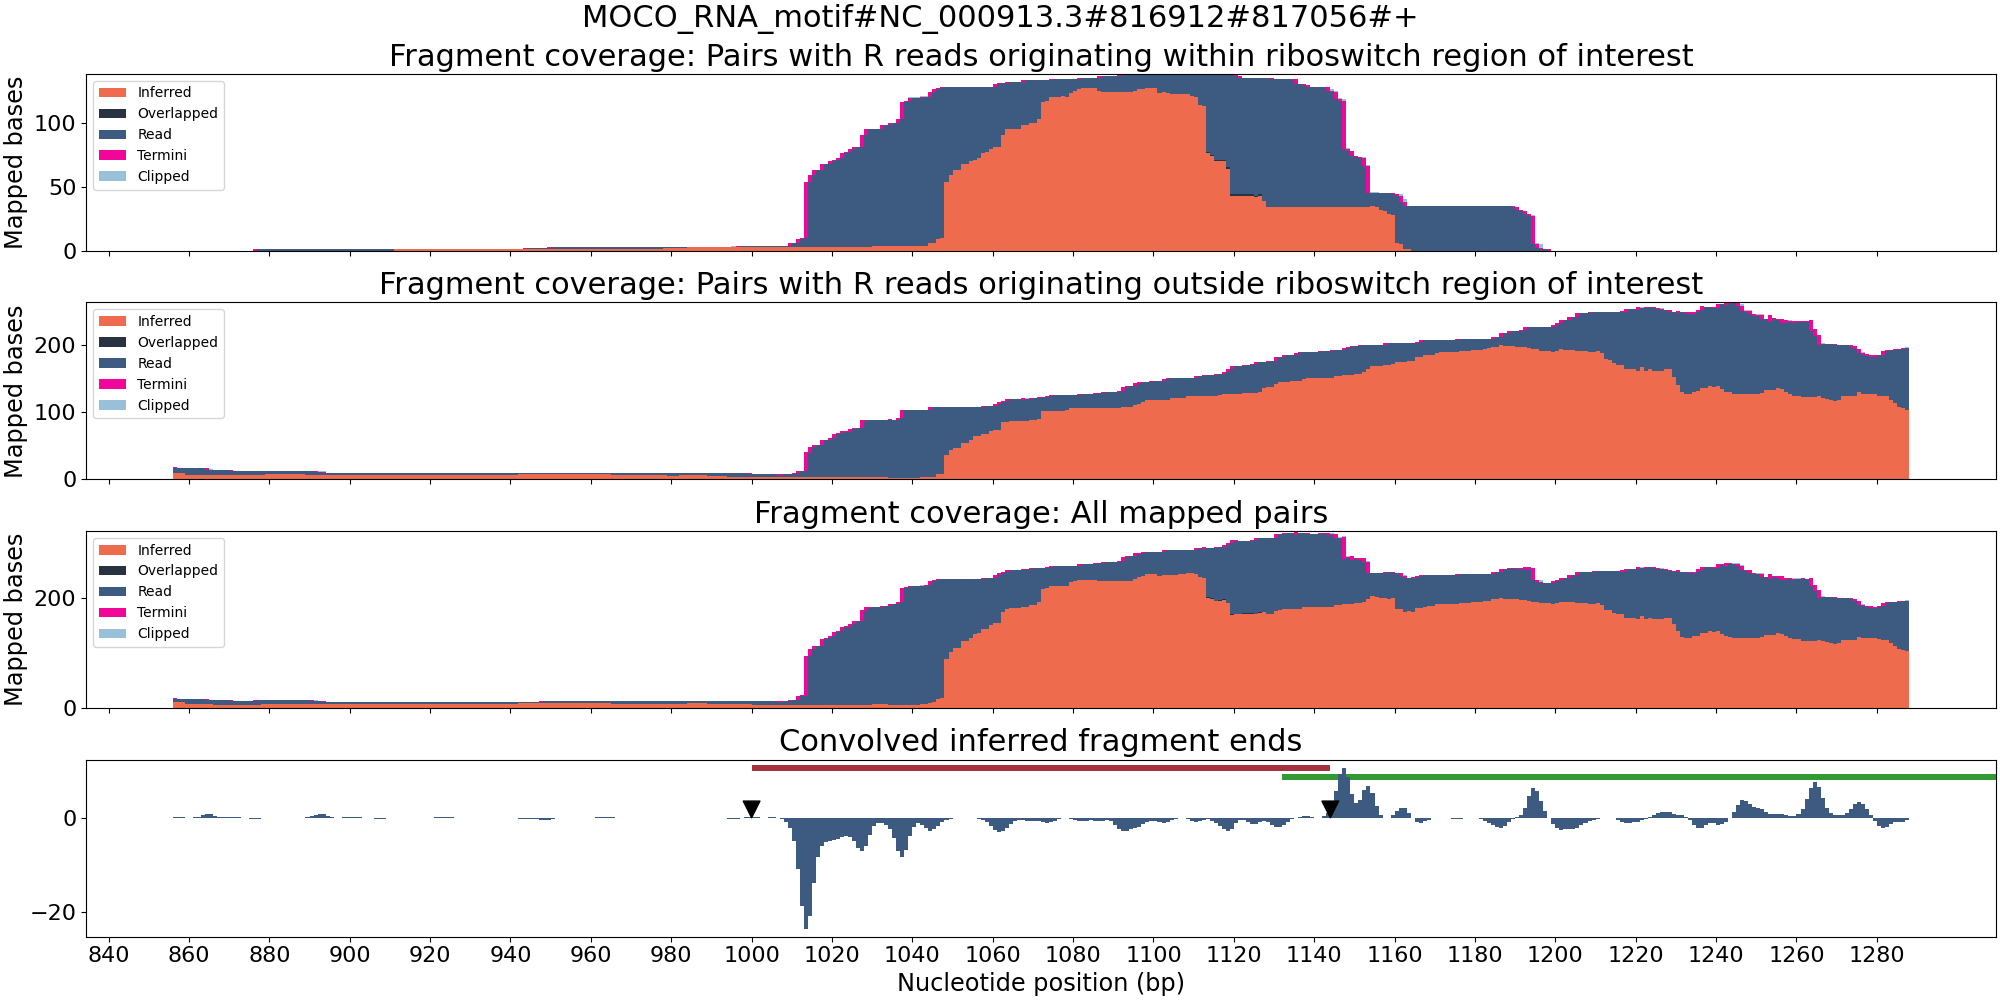 MOCO_RNA_motif#NC_000913.3#816912#817056#+
Fragment coverage: Pairs with R reads originating within riboswitch region of interest
Mapped bases
100
50
0
Inferred
Overlapped
Read
Termini
Clipped
Fragment coverage: Pairs with R reads originating outside riboswitch region of interest
Mapped bases
200
100
0
Inferred
Overlapped
Read
Termini
Clipped
Fragment coverage: All mapped pairs
Mapped bases
200
0
Inferred
Overlapped
Read
Termini
Clipped
Convolved inferred fragment ends
0
−20
840 860 880 900 920 940 960 980 1000 1020 1040 1060 1080 1100 1120 1140 1160 1180 1200 1220 1240 1260 1280
Nucleotide position (bp)